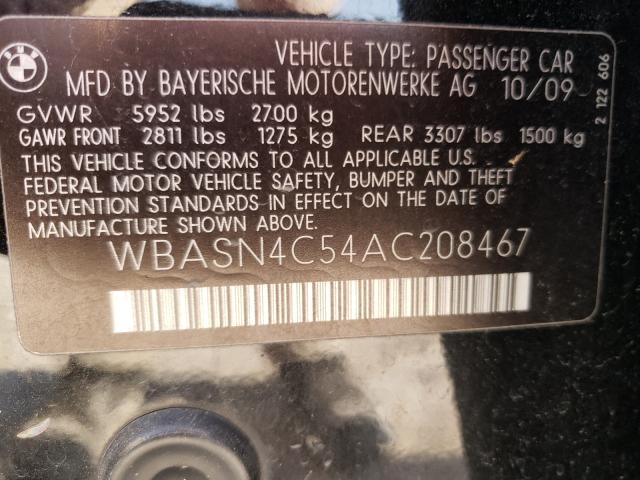 BMW
VEHICLE TYPE: PASSENGER CAR
MFD BY BAYERISCHE MOTORENWERKE AG 10/09
GVWR 5952 lbs 2700 kg
GAWR FRONT 2811 lbs 1275 kg REAR 3307 lbs 1500 kg
THIS VEHICLE CONFORMS TO ALL APPLICABLE U.S.
FEDERAL MOTOR VEHICLE SAFETY, BUMPER AND THEFT
PREVENTION STANDARDS IN EFFECT ON THE DATE OF
MANUFACTURE SHOWN ABOVE.
WBASN4C54AC208467
2 122 606